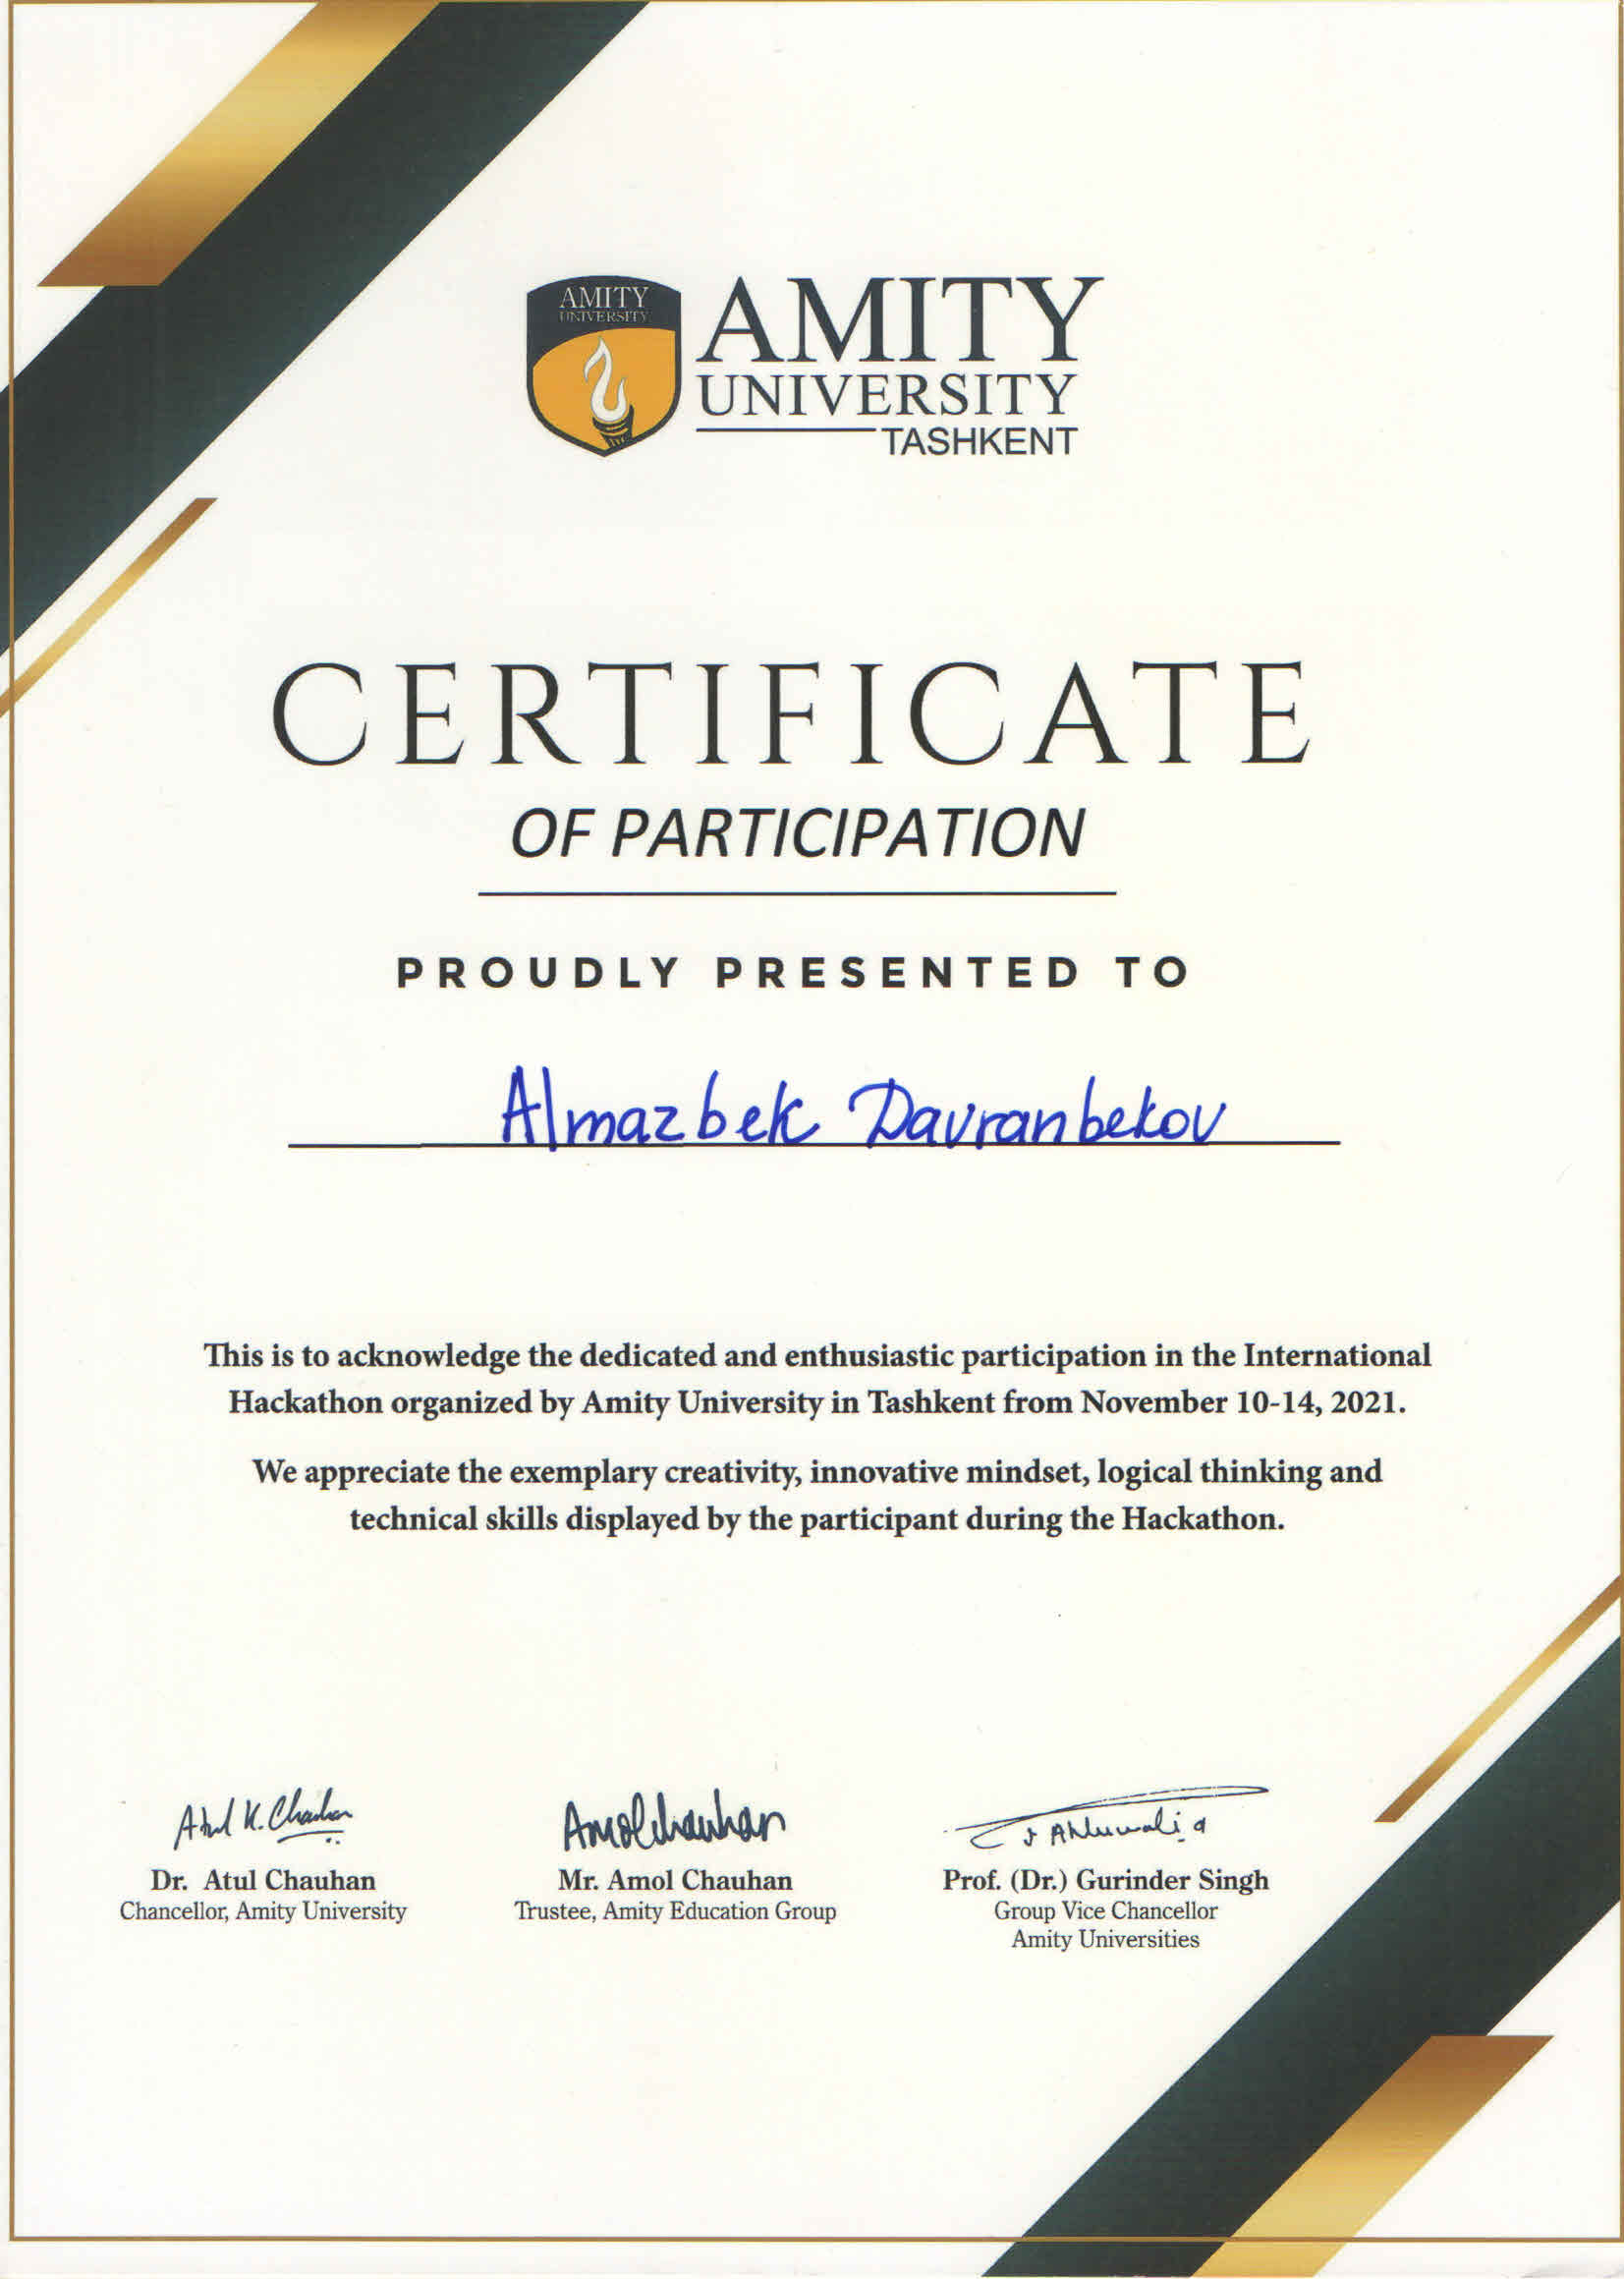 AMITY
UNIVERSITY
AMITY
UNIVERSITY
TASHKENT
CERTIFICATE
OF PARTICIPATION
PROUDLY PRESENTED TO
Almazbek Davranbekov
This is to acknowledge the dedicated and enthusiastic participation in the International
Hackathon organized by Amity University in Tashkent from November 10-14, 2021.
We appreciate the exemplary creativity, innovative mindset, logical thinking and
technical skills displayed by the participant during the Hackathon.
Atul K. Chauhan
Amol Chauhan
Ahluwalia
Dr. Atul Chauhan
Chancellor, Amity University
Mr. Amol Chauhan
Trustee, Amity Education Group
Prof. (Dr.) Gurinder Singh
Group Vice Chancellor
Amity Universities